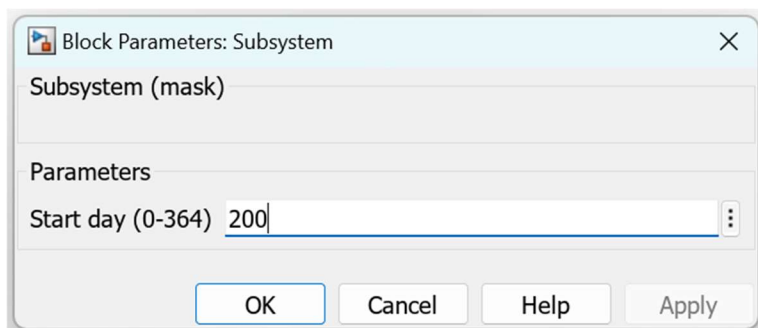 Block Parameters: Subsystem
Subsystem (mask)
Parameters
Start day (0-364) 200
OK Cancel Help Apply